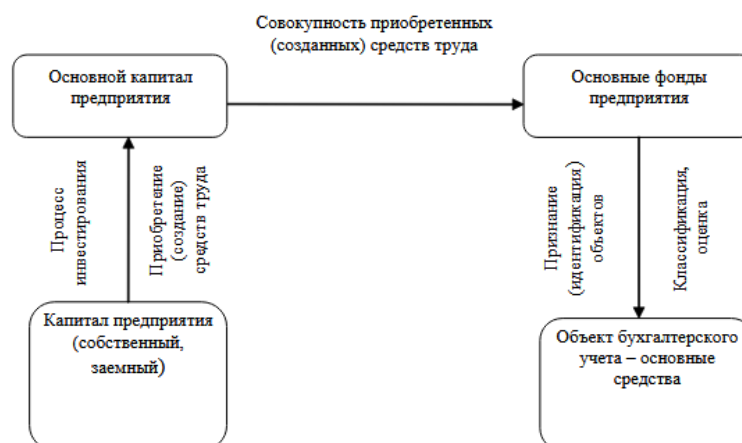 Совокупность приобретенных
(созданных) средств труда
Основной капитал
предприятия
Основные фонды
предприятия
Процесс
инвестирования
Приобретение
(создание)
средств труда
Признание
(идентификация)
объектов
Классификация,
оценка
Капитал предприятия
(собственный,
заемный)
Объект бухгалтерского
учета – основные
средства